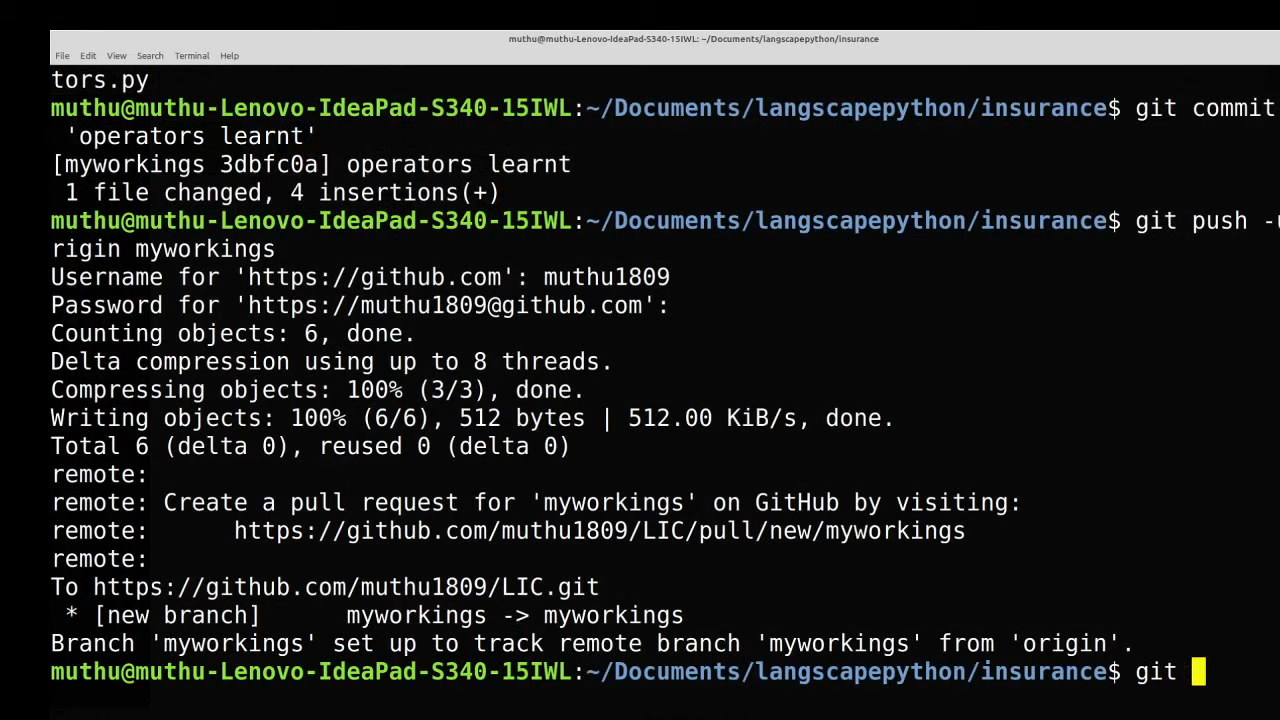 muthu@muthu-Lenovo-IdeaPad-S340-15IWL: ~/Documents/langscapepython/insurance
File Edit View Search Terminal Help
tors.py
muthu@muthu-Lenovo-IdeaPad-S340-15IWL:~/Documents/langscapepython/insurance$ git commit
'operators learnt'
[myworkings 3dbfc0a] operators learnt
1 file changed, 4 insertions(+)
muthu@muthu-Lenovo-IdeaPad-S340-15IWL:~/Documents/langscapepython/insurance$ git push -u
rigin myworkings
Username for 'https://github.com': muthu1809
Password for 'https://muthu1809@github.com':
Counting objects: 6, done.
Delta compression using up to 8 threads.
Compressing objects: 100% (3/3), done.
Writing objects: 100% (6/6), 512 bytes | 512.00 KiB/s, done.
Total 6 (delta 0), reused 0 (delta 0)
remote:
remote: Create a pull request for 'myworkings' on GitHub by visiting:
remote:      https://github.com/muthu1809/LIC/pull/new/myworkings
remote:
To https://github.com/muthu1809/LIC.git
* [new branch]      myworkings -> myworkings
Branch 'myworkings' set up to track remote branch 'myworkings' from 'origin'.
muthu@muthu-Lenovo-IdeaPad-S340-15IWL:~/Documents/langscapepython/insurance$ git